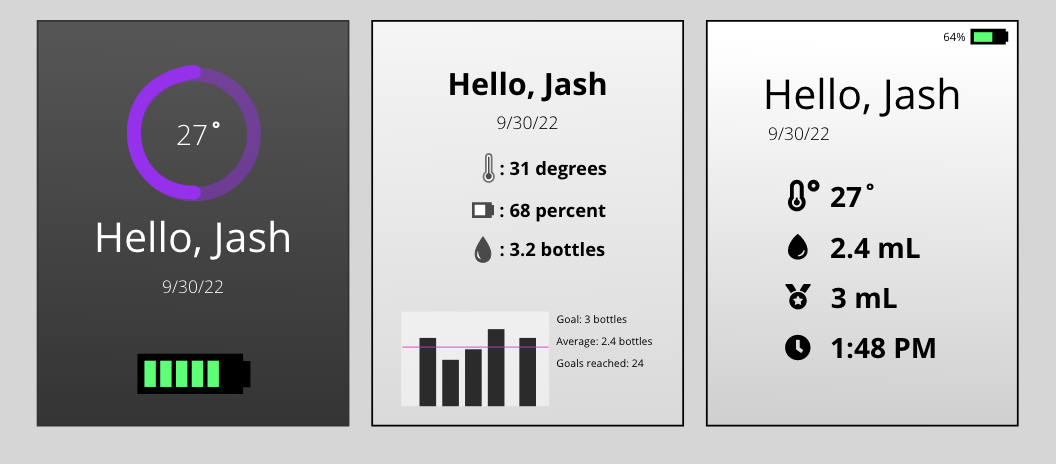 27°
Hello, Jash
9/30/22
Hello, Jash
9/30/22
: 31 degrees
: 68 percent
: 3.2 bottles
Goal: 3 bottles
Average: 2.4 bottles
Goals reached: 24
64%
Hello, Jash
9/30/22
27°
2.4 mL
3 mL
1:48 PM